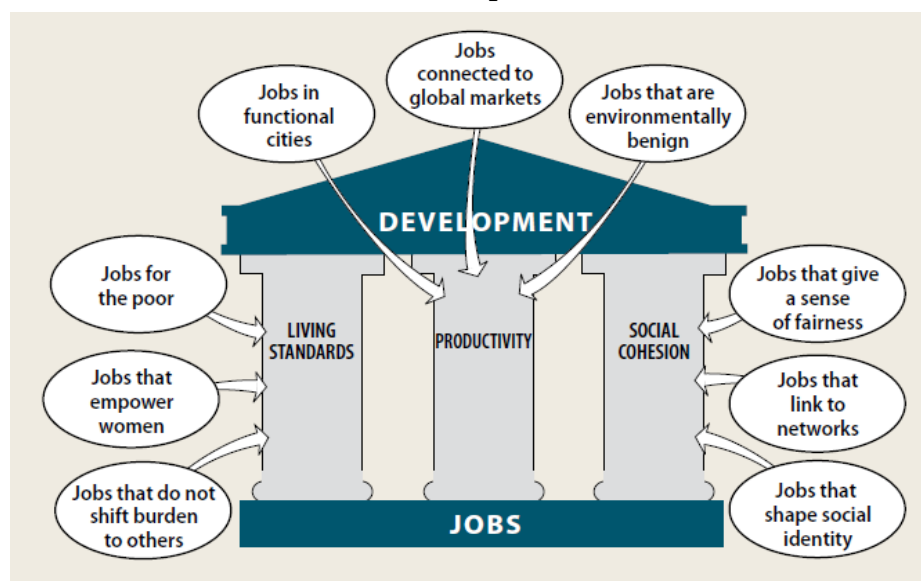 Jobs
connected to
global markets
Jobs in
functional
cities
Jobs that are
environmentally
benign
DEVELOPMENT
Jobs for
the poor
Jobs that
empower
women
Jobs that do not
shift burden
to others
LIVING
STANDARDS
PRODUCTIVITY
SOCIAL
COHESION
Jobs that give
a sense
of fairness
Jobs that
link to
networks
Jobs that
shape social
identity
JOBS